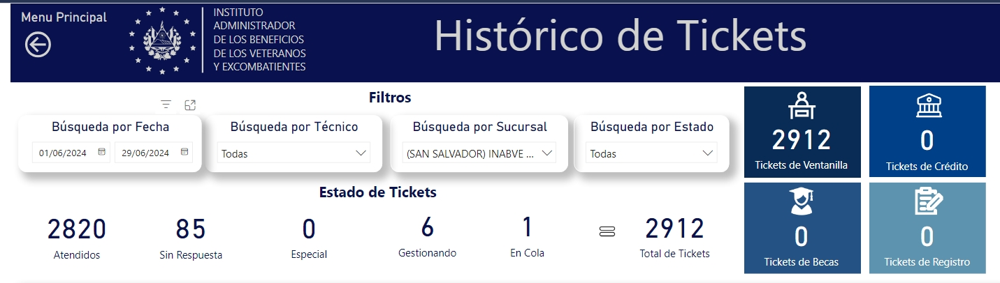 Menu Principal
INSTITUTO
ADMINISTRADOR
DE LOS BENEFICIOS
DE LOS VETERANOS
Y EXCOMBATIENTES
Histórico de Tickets
Filtros
Búsqueda por Fecha
01/06/2024
29/06/2024
Búsqueda por Técnico
Todas
Búsqueda por Sucursal
(SAN SALVADOR) INABVE ...
Búsqueda por Estado
Todas
Estado de Tickets
2820
Atendidos
85
Sin Respuesta
0
Especial
6
Gestionando
1
En Cola
=
2912
Total de Tickets
2912
Tickets de Ventanilla
0
Tickets de Crédito
0
Tickets de Becas
0
Tickets de Registro